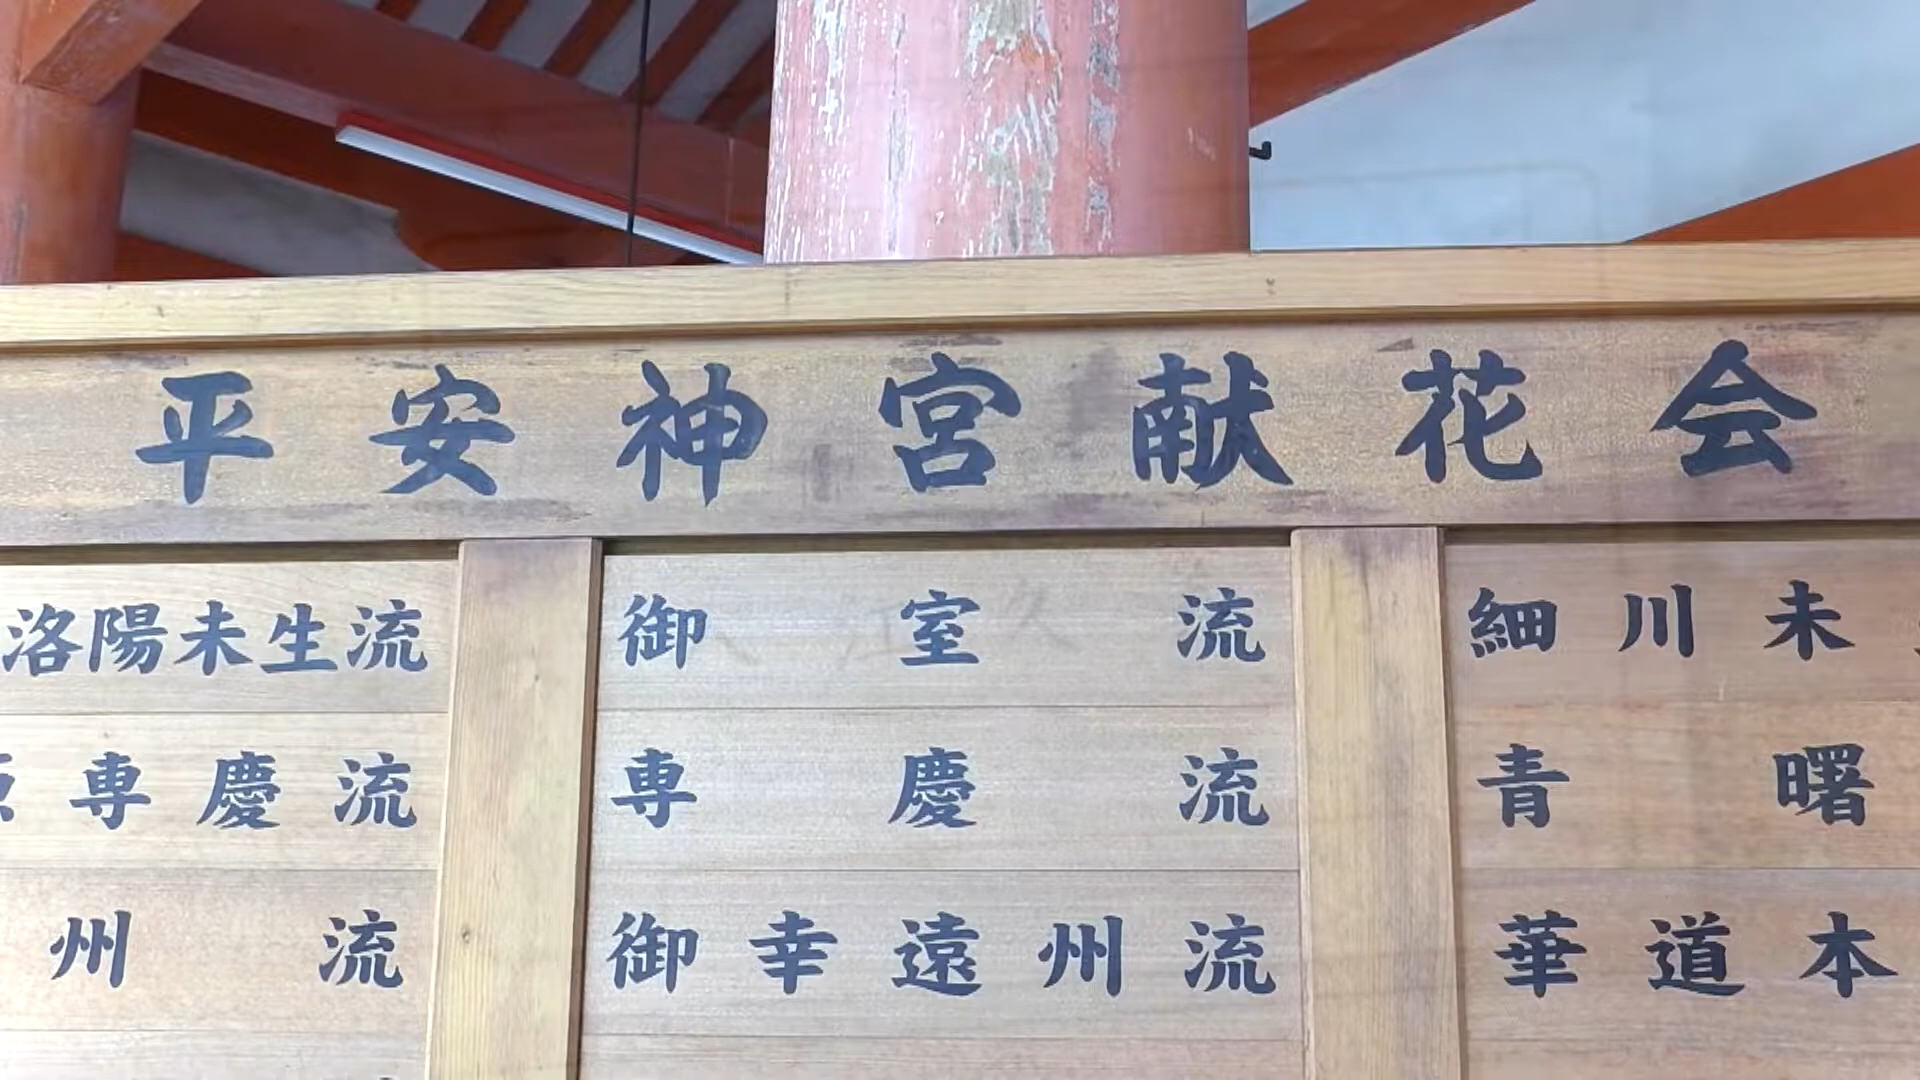 平安神宮献花会
洛陽未生流 御室流 細川未
専慶流 専慶流 青曙
州流 御幸遠州流 華道本